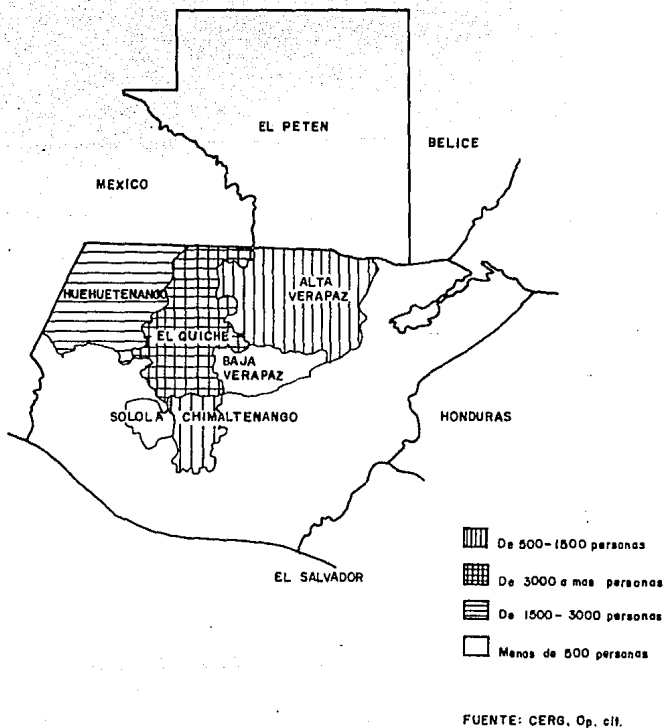 EL PETEN
BELICE
MEXICO
HUEHUETENANGO
ALTA
VERAPAZ
EL QUICHE
BAJA
VERAPAZ
SOLOLA
CHIMALTENANGO
HONDURAS
EL SALVADOR
De 500-1500 personas
De 3000 a mas personas
De 1500-3000 personas
Menos de 500 personas
FUENTE: CERG, Op. cit.